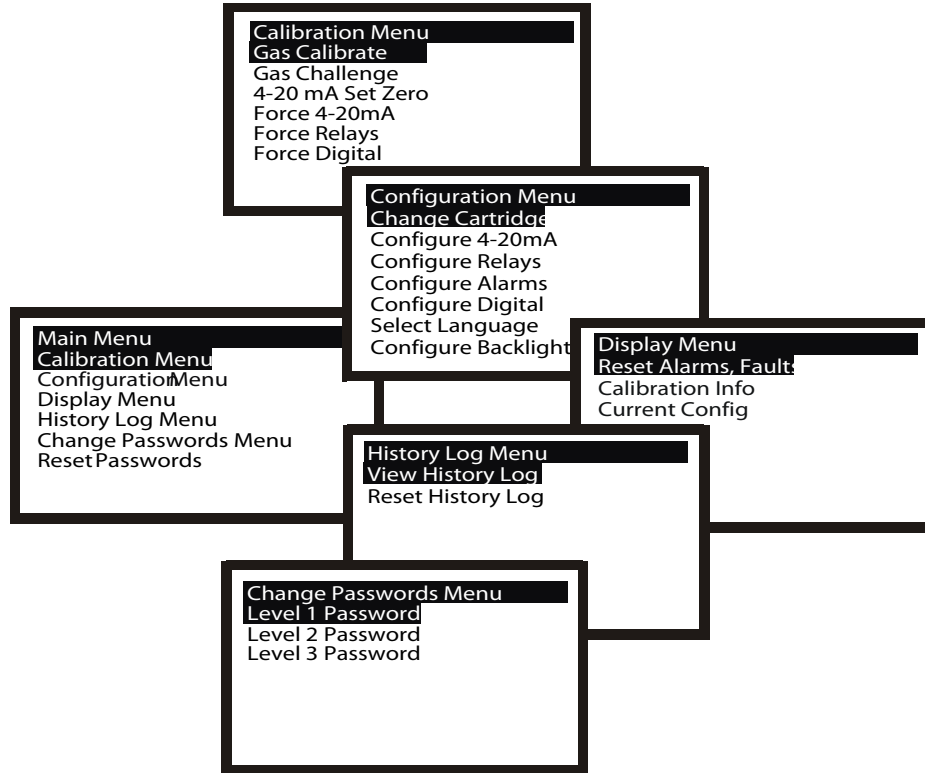 Calibration Menu
Gas Calibrate
Gas Challenge
4-20 mA Set Zero
Force 4-20mA
Force Relays
Force Digital
Configuration Menu
Change Cartridge
Configure 4-20mA
Configure Relays
Configure Alarms
Configure Digital
Select Language
Configure Backlight
Main Menu
Calibration Menu
ConfigurationMenu
Display Menu
History Log Menu
Change Passwords Menu
ResetPasswords
Display Menu
Reset Alarms, Faults
Calibration Info
Current Config
History Log Menu
View History Log
Reset History Log
Change Passwords Menu
Level 1 Password
Level 2 Password
Level 3 Password